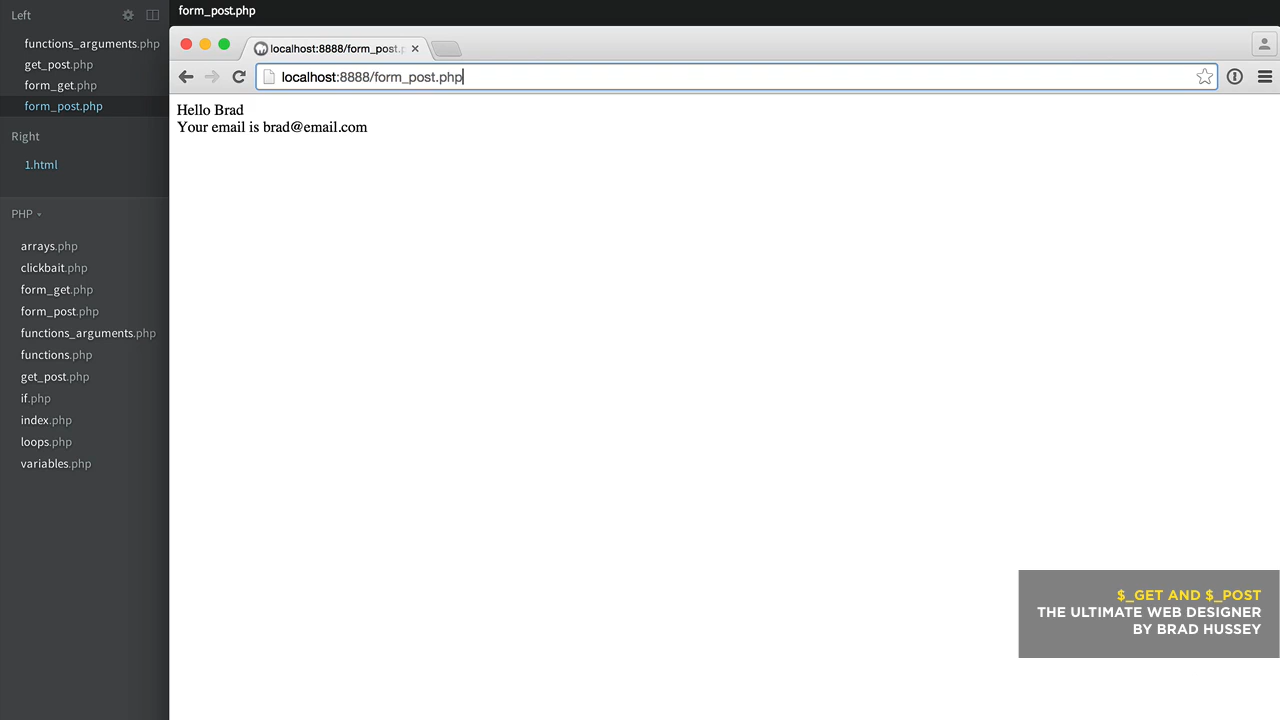 Left
functions_arguments.php
get_post.php
form_get.php
form_post.php
Right
1.html
PHP
arrays.php
clickbait.php
form_get.php
form_post.php
functions_arguments.php
functions.php
get_post.php
if.php
index.php
loops.php
variables.php
form_post.php
localhost:8888/form_post.p
localhost:8888/form_post.php
Hello Brad
Your email is brad@email.com
$_GET AND $_POST
THE ULTIMATE WEB DESIGNER
BY BRAD HUSSEY